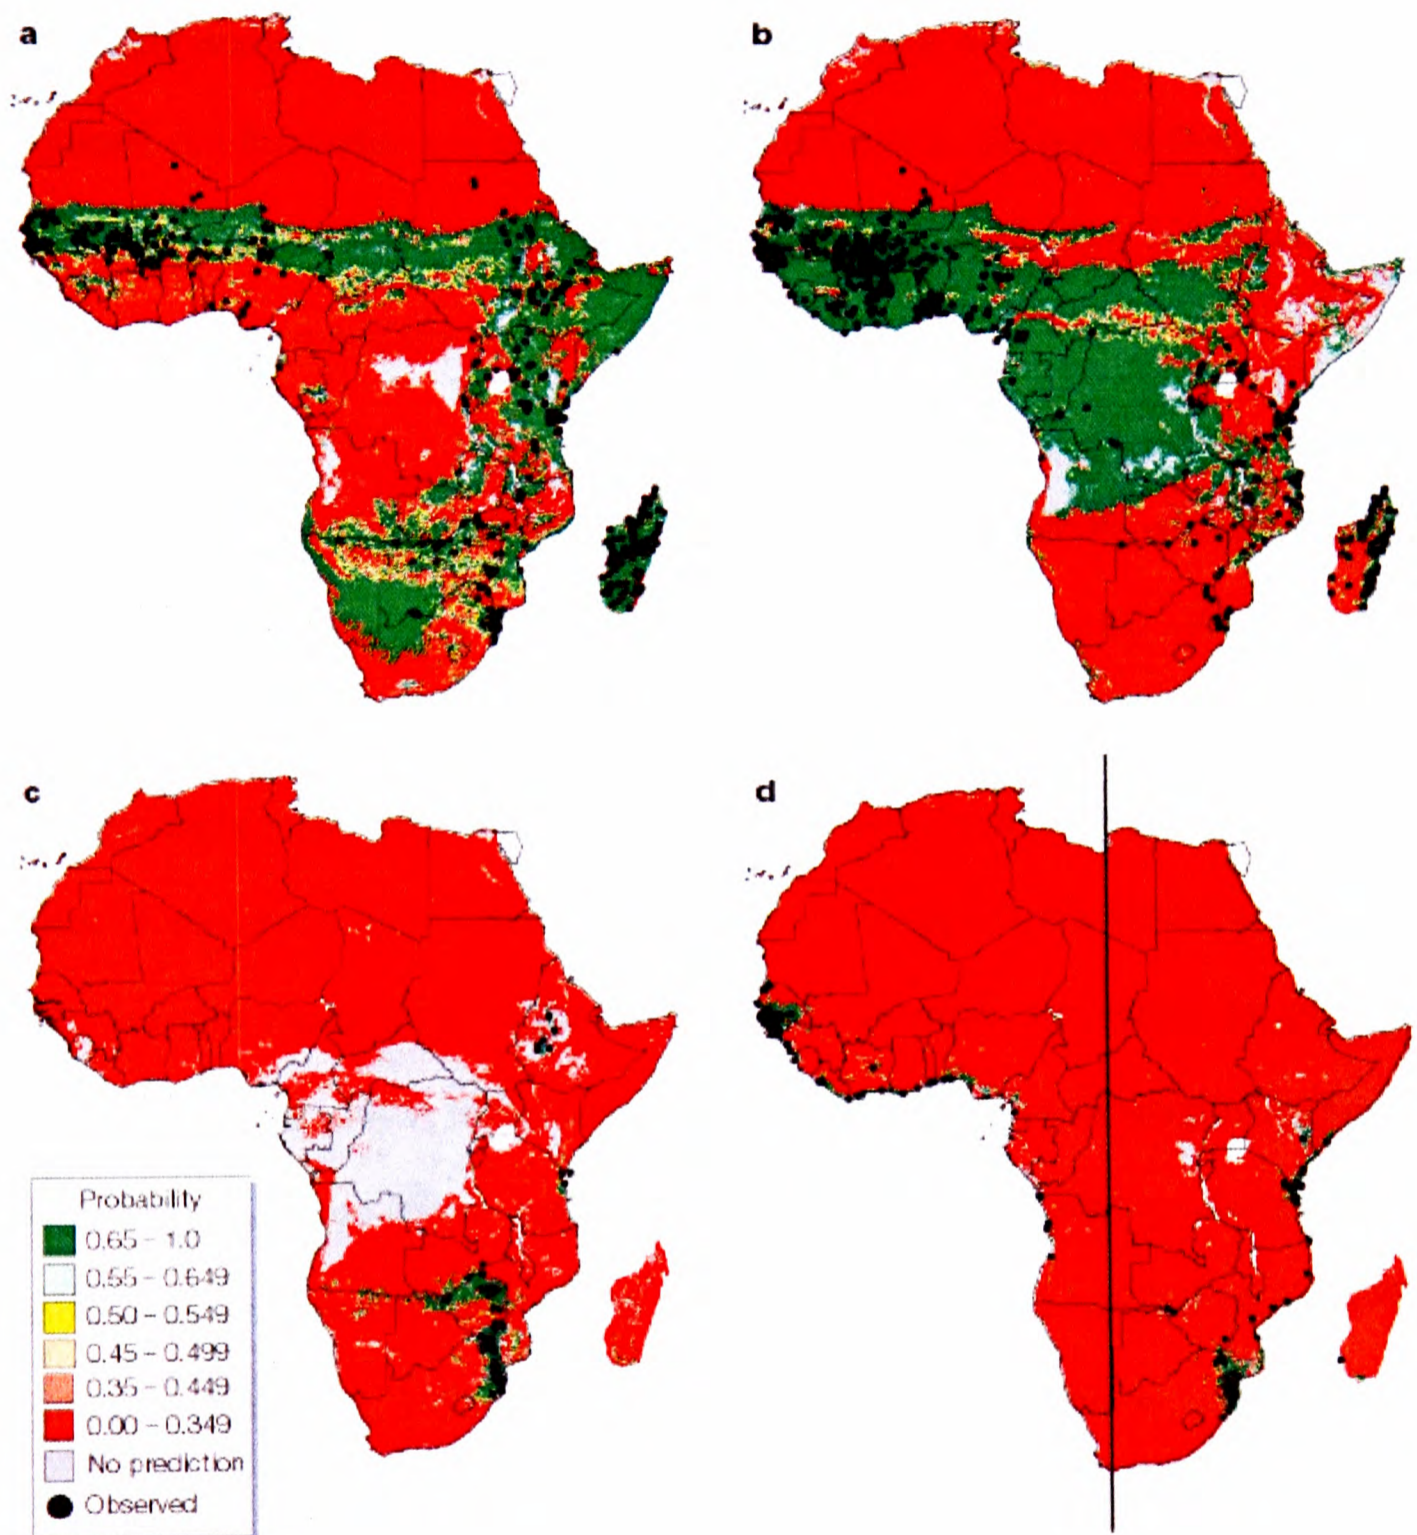 a
b
c
d
Probability
0.65 – 1.0
0.55 – 0.649
0.50 – 0.549
0.45 – 0.499
0.35 – 0.449
0.00 – 0.349
No prediction
Observed